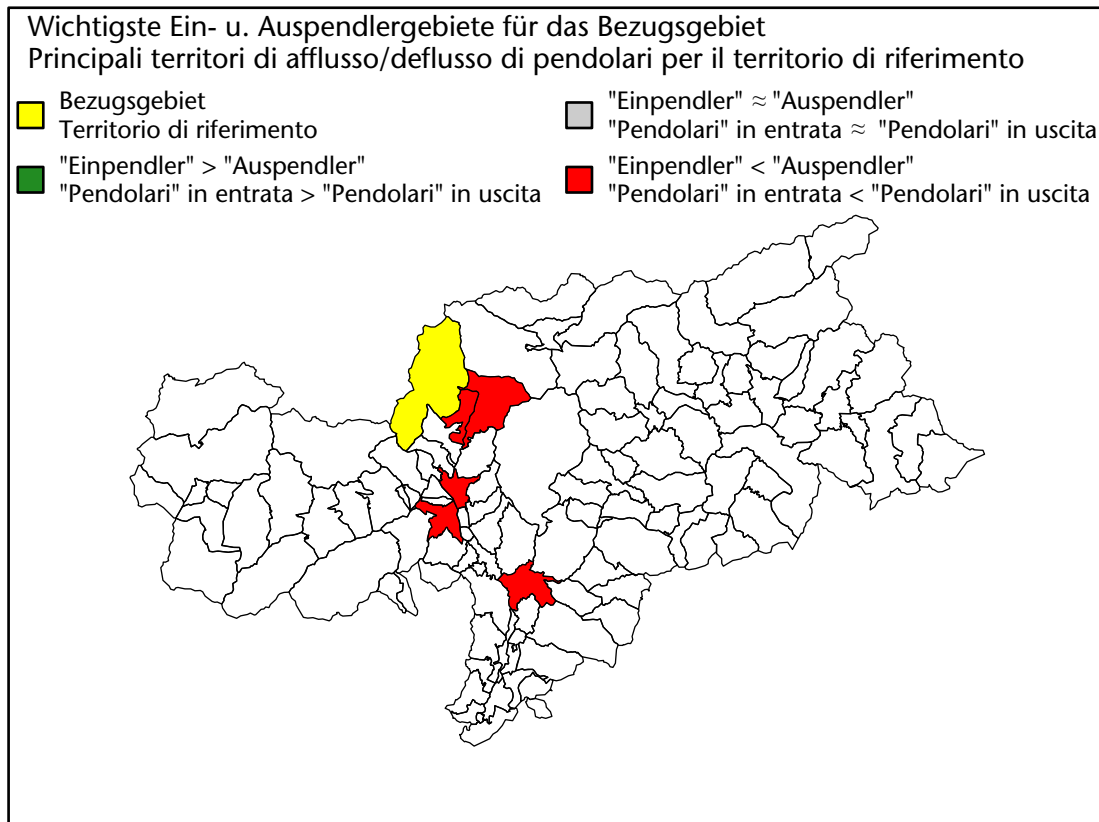 Wichtigste Ein- u. Auspendlergebiete für das Bezugsgebiet
Principali territori di afflusso/deflusso di pendolari per il territorio di riferimento
Bezugsgebiet
Territorio di riferimento
"Einpendler" > "Auspendler"
"Pendolari" in entrata > "Pendolari" in uscita
"Einpendler" ≈ "Auspendler"
"Pendolari" in entrata ≈ "Pendolari" in uscita
"Einpendler" < "Auspendler"
"Pendolari" in entrata < "Pendolari" in uscita